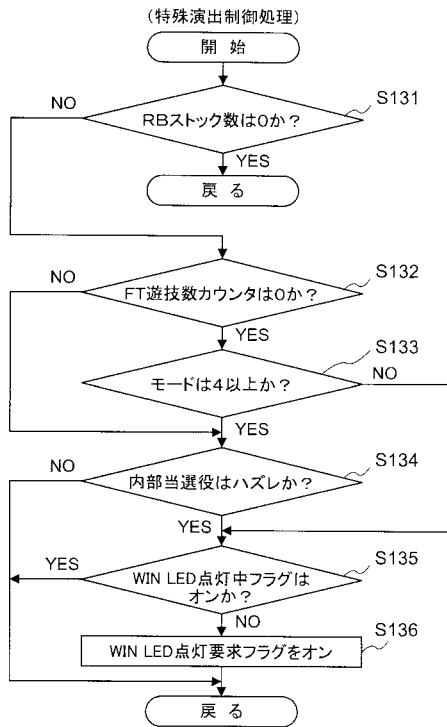 (特殊演出制御処理)
開 始
NO
RBストック数は0か？
S131
YES
戻 る
NO
FT遊技数カウンタは0か？
S132
YES
モードは4以上か？
S133
NO
YES
NO
内部当選役はハズレか？
S134
YES
YES
WIN LED点灯中フラグは
オンか？
S135
NO
WIN LED点灯要求フラグをオン
S136
戻 る